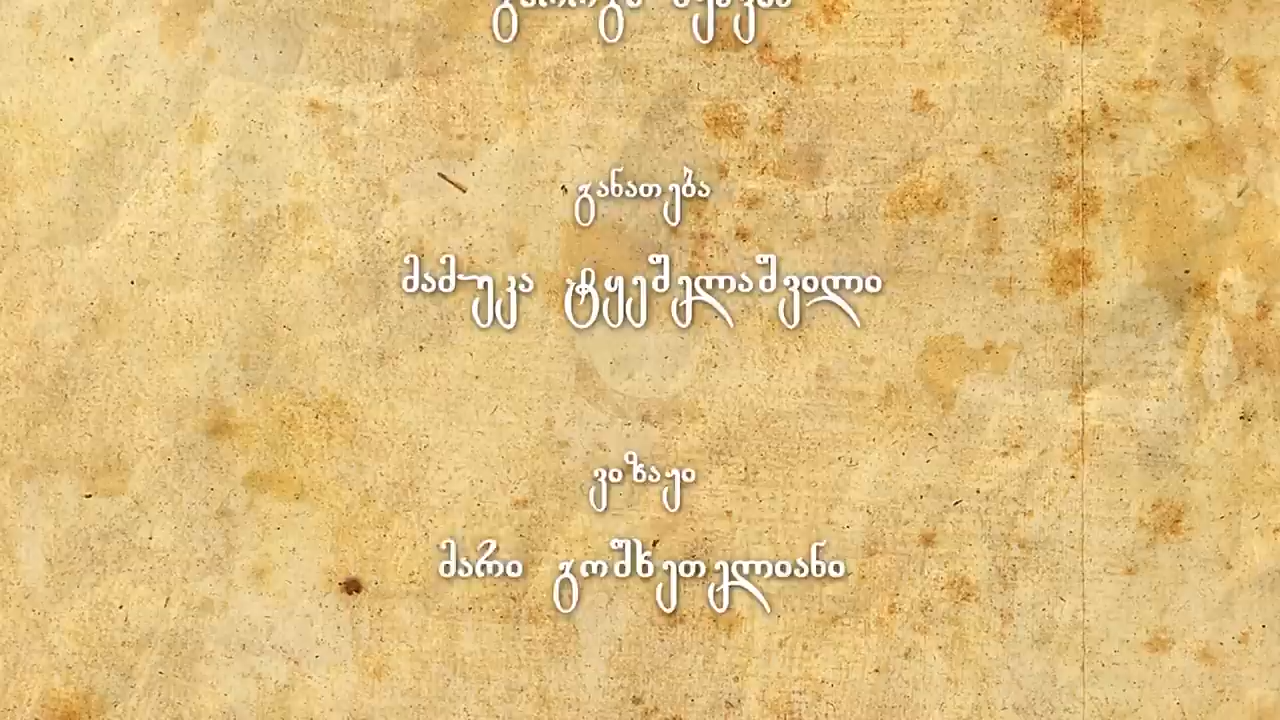 განათება
მამუკა ტყეშელაშვილი
ვიზაჟი
მარი გოშხეთელიანი